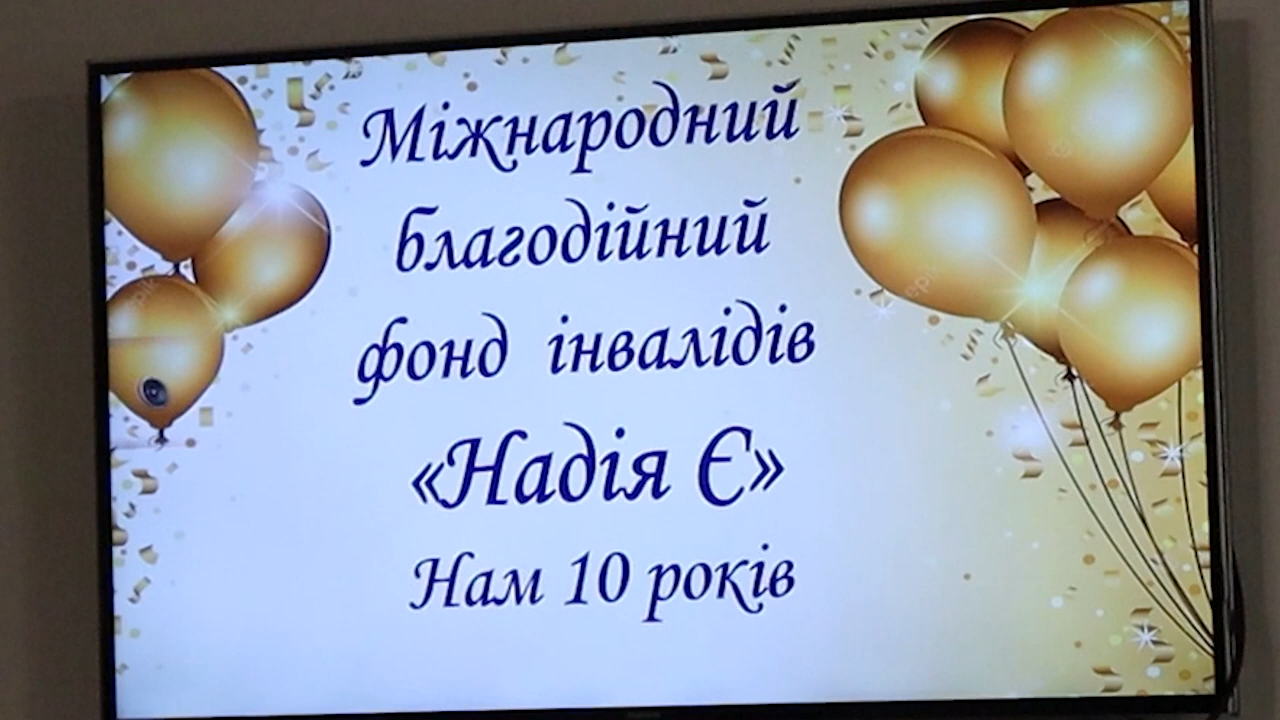 Міжнародний
благодійний
фонд інвалідів
«Надія Є»
Нам 10 років